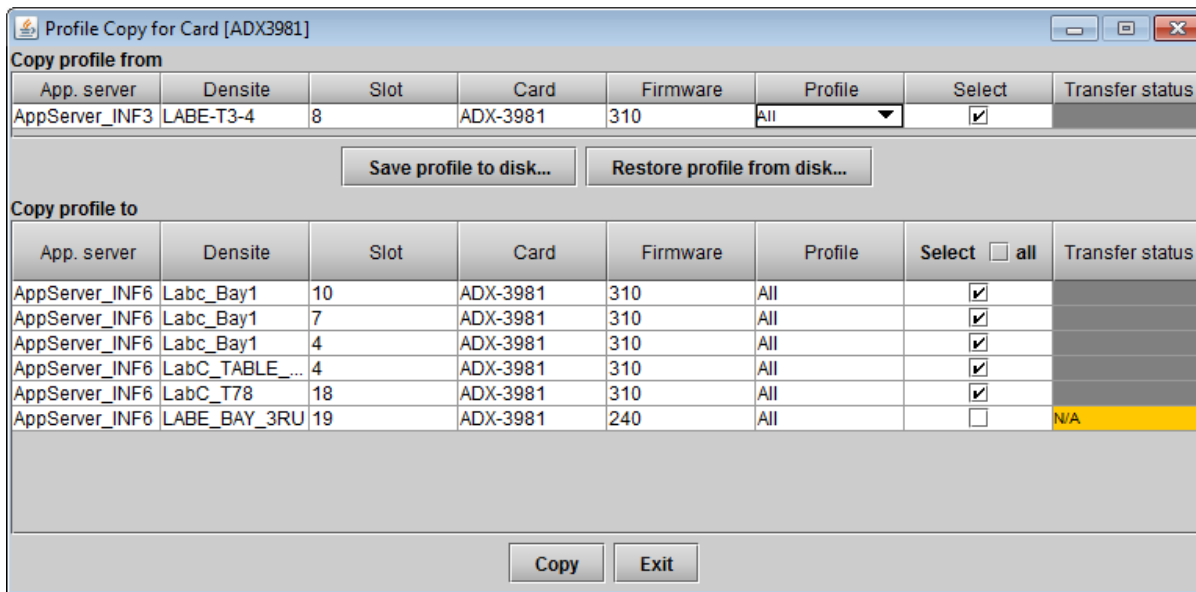 Profile Copy for Card [ADX3981]
Copy profile from
App. server Densite Slot Card Firmware Profile Select Transfer status
AppServer_INF3 LABE-T3-4 8 ADX-3981 310 All
Save profile to disk... Restore profile from disk...
Copy profile to
App. server Densite Slot Card Firmware Profile Select all Transfer status
AppServer_INF6 Labc_Bay1 10 ADX-3981 310 All
AppServer_INF6 Labc_Bay1 7 ADX-3981 310 All
AppServer_INF6 Labc_Bay1 4 ADX-3981 310 All
AppServer_INF6 LabC_TABLE_... 4 ADX-3981 310 All
AppServer_INF6 LabC_T78 18 ADX-3981 310 All
AppServer_INF6 LABE_BAY_3RU 19 ADX-3981 240 All N/A
Copy Exit